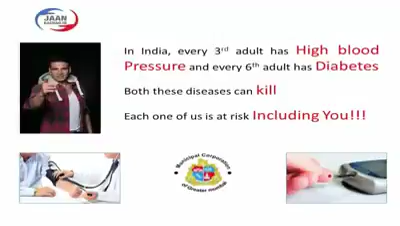 JAAN
In India, every 3rd adult has High blood
Pressure and every 6th adult has Diabetes
Both these diseases can kill
Each one of us is at risk Including You!!!
Municipal Corporation
of Greater mumbai